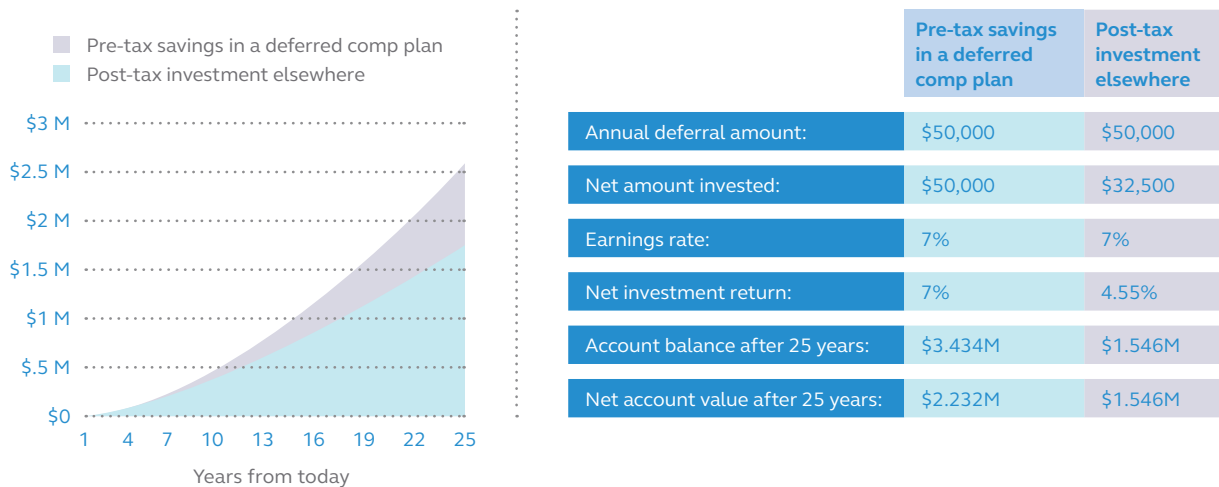 Pre-tax savings in a deferred comp plan
Post-tax investment elsewhere
$3 M
$2.5 M
$2 M
$1.5 M
$1 M
$.5 M
$0
1 4 7 10 13 16 19 22 25
Years from today
Pre-tax savings
in a deferred
comp plan
Post-tax
investment
elsewhere
Annual deferral amount: $50,000 $50,000
Net amount invested: $50,000 $32,500
Earnings rate: 7% 7%
Net investment return: 7% 4.55%
Account balance after 25 years: $3.434M $1.546M
Net account value after 25 years: $2.232M $1.546M